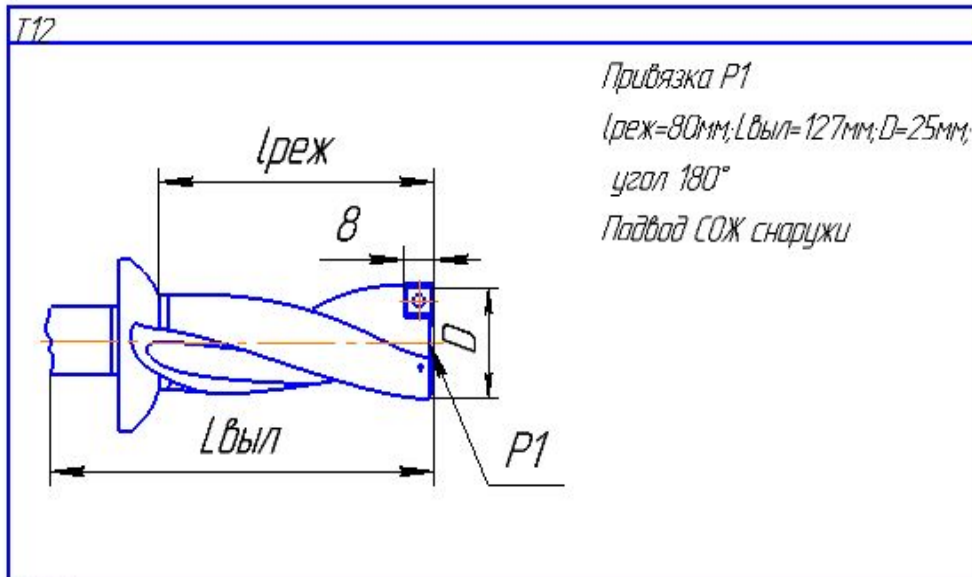 T12
Привязка P1
lреж=80мм;Lвыл=127мм;D=25мм;
угол 180°
Подвод СОЖ снаружи
lреж
8
D
Lвыл
P1